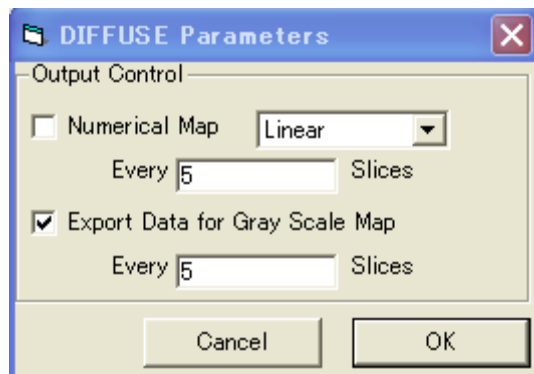 DIFFUSE Parameters
Output Control
Numerical Map Linear
Every 5 Slices
Export Data for Gray Scale Map
Every 5 Slices
Cancel OK